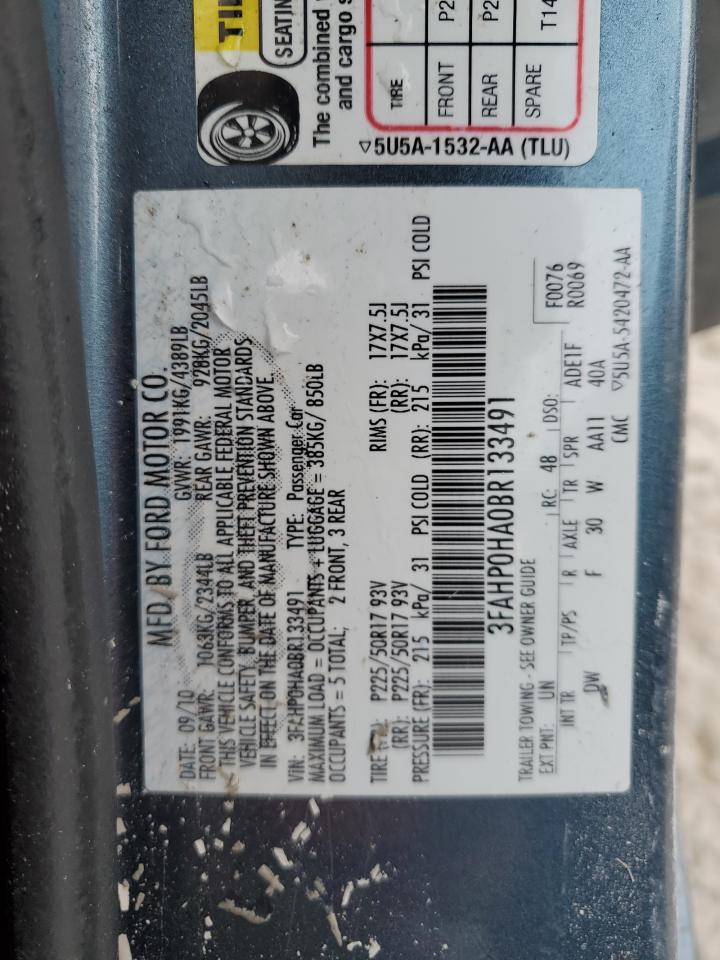 TIRE
FRONT
REAR
SPARE
T14
SEATIN
The combined
and cargo s
▽5U5A-1532-AA (TLU)
MFD. BY FORD MOTOR CO.
DATE: 09/10 GVWR: 1991KG/4389LB
FRONT GAWR: 1063KG/2344LB REAR GAWR: 928KG/2045LB
THIS VEHICLE CONFORMS TO ALL APPLICABLE FEDERAL MOTOR
VEHICLE SAFETY, BUMPER, AND THEFT PREVENTION STANDARDS
IN EFFECT ON THE DATE OF MANUFACTURE SHOWN ABOVE.
VIN: 3FAHP0HA0BR133491 TYPE: Passenger Car
MAXIMUM LOAD = OCCUPANTS + LUGGAGE = 385KG/ 850LB
OCCUPANTS = 5 TOTAL; 2 FRONT, 3 REAR
TIRE P225/50R17 93V RIMS (FR): 17X7.5J
(RR): P225/50R17 93V (RR): 17X7.5J
PRESSURE (FR): 215 kPa/ 31 PSI COLD (RR): 215 kPa/ 31 PSI COLD
3FAHP0HA0BR133491
TRAILER TOWING - SEE OWNER GUIDE F0076
EXT PNT: UN RC: 48 DSO: R0069
INT TR TP/PS R AXLE TR SPR ADE1F
DW F 30 W AA11 40A
CMC ▽5U5A-5420472-AA